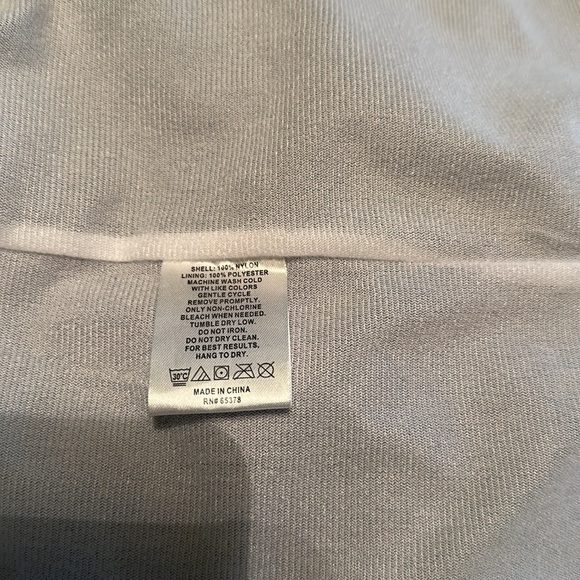 SHELL: 100% NYLON
LINING: 100% POLYESTER
MACHINE WASH COLD
WITH LIKE COLORS
GENTLE CYCLE
REMOVE PROMPTLY.
ONLY NON-CHLORINE
BLEACH WHEN NEEDED.
TUMBLE DRY LOW.
DO NOT IRON.
DO NOT DRY CLEAN.
FOR BEST RESULTS,
HANG TO DRY.
30°C
MADE IN CHINA
RN# 65378